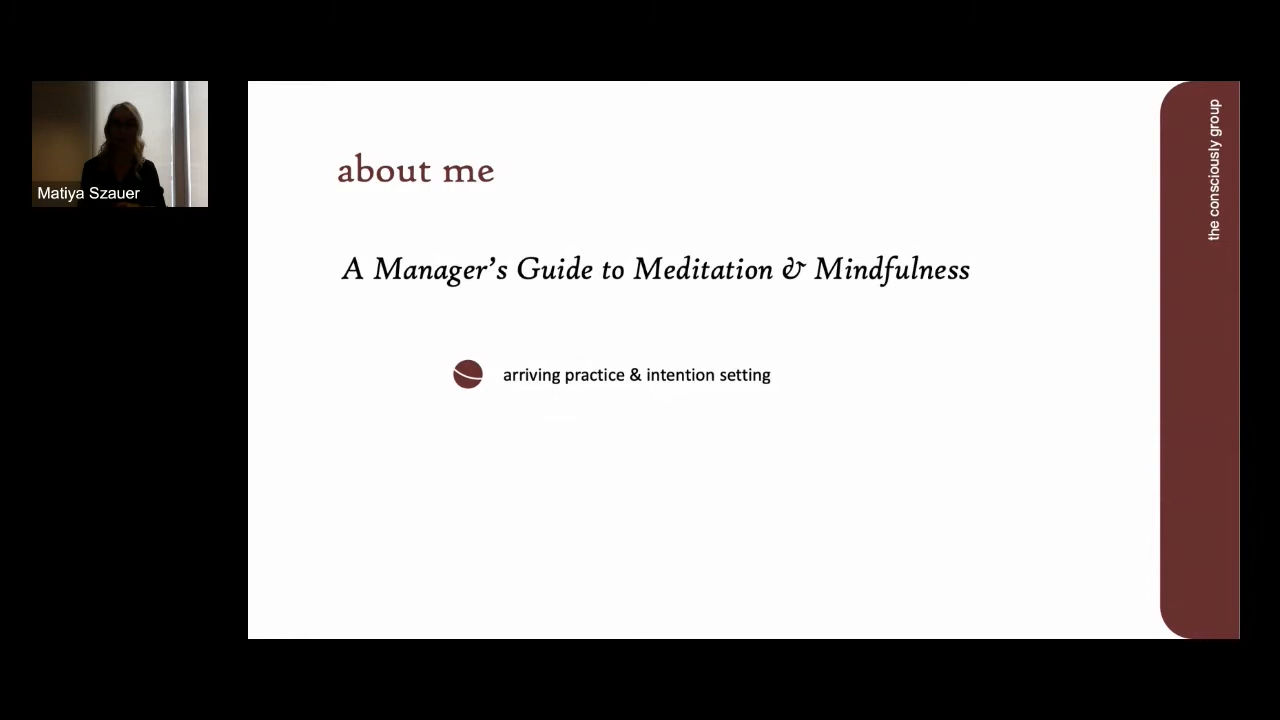 Matiya Szauer
about me
A Manager's Guide to Meditation & Mindfulness
arriving practice & intention setting
the consciously group